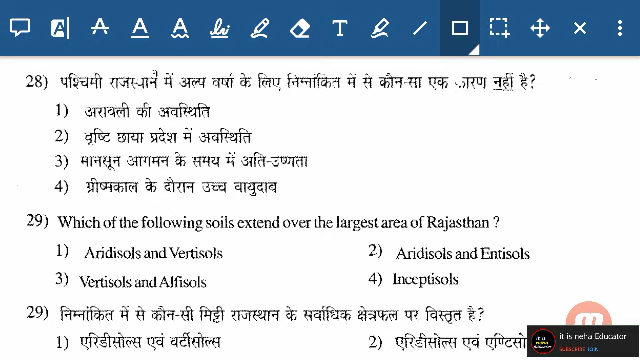 28) पश्चिमी राजस्थान में अल्प वर्षा के लिए निम्नांकित में से कौन-सा एक कारण नहीं है?
1) अरावली की अवस्थिति
2) वृष्टि छाया प्रदेश में अवस्थिति
3) मानसून आगमन के समय में अति-उष्णता
4) ग्रीष्मकाल के दौरान उच्च वायुदाब
29) Which of the following soils extend over the largest area of Rajasthan ?
1) Aridisols and Vertisols 2) Aridisols and Entisols
3) Vertisols and Alfisols 4) Inceptisols
29) निम्नांकित में से कौन-सी मिट्टी राजस्थान के सर्वाधिक क्षेत्रफल पर विस्तृत है?
1) एरिडीसोल्स एवं वर्टीसोल्स 2) एरिडीसोल्स एवं
it is neha Educator
SUBSCRIBE JOIN